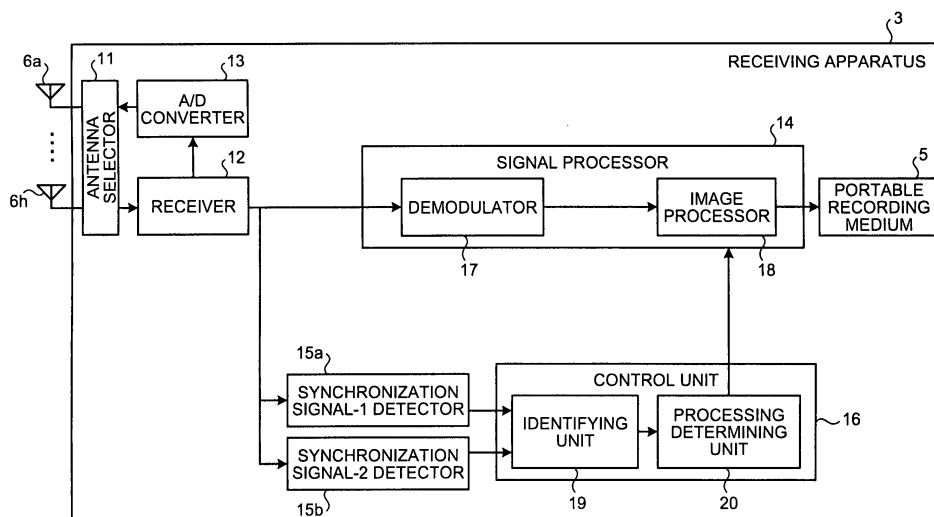 3
RECEIVING APPARATUS
6a
11
13
A/D
CONVERTER
ANTENNA
SELECTOR
6h
12
RECEIVER
14
SIGNAL PROCESSOR
DEMODULATOR
17
IMAGE
PROCESSOR
18
5
PORTABLE
RECORDING
MEDIUM
15a
SYNCHRONIZATION
SIGNAL-1 DETECTOR
SYNCHRONIZATION
SIGNAL-2 DETECTOR
15b
CONTROL UNIT
16
IDENTIFYING
UNIT
19
PROCESSING
DETERMINING
UNIT
20